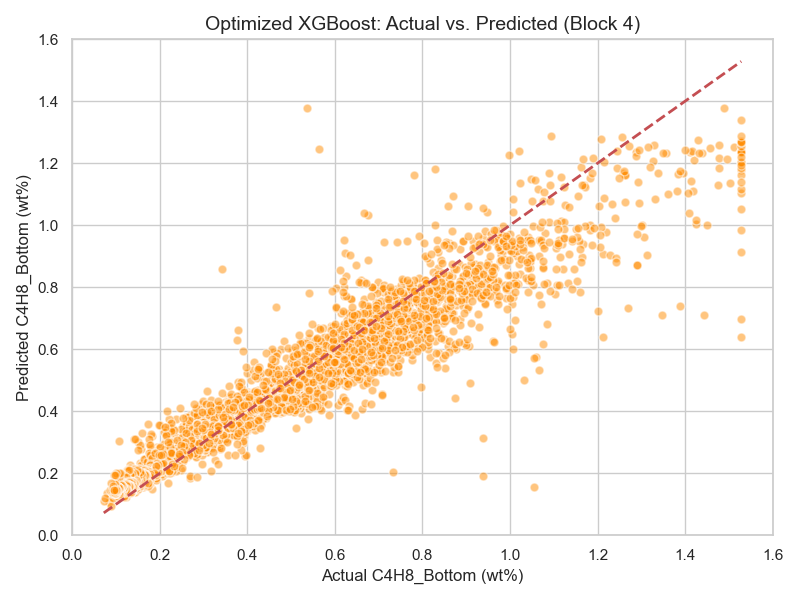 Optimized XGBoost: Actual vs. Predicted (Block 4)
Predicted C4H8_Bottom (wt%)
1.6
1.4
1.2
1.0
0.8
0.6
0.4
0.2
0.0
0.0 0.2 0.4 0.6 0.8 1.0 1.2 1.4 1.6
Actual C4H8_Bottom (wt%)